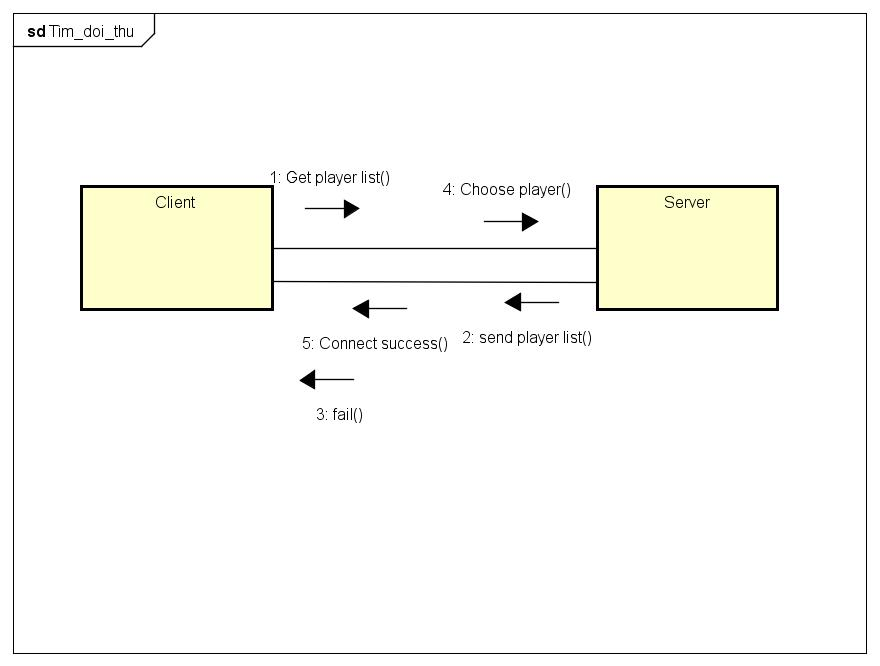 sd Tim_doi_thu
1: Get player list()
4: Choose player()
Client
Server
5: Connect success()
2: send player list()
3: fail()